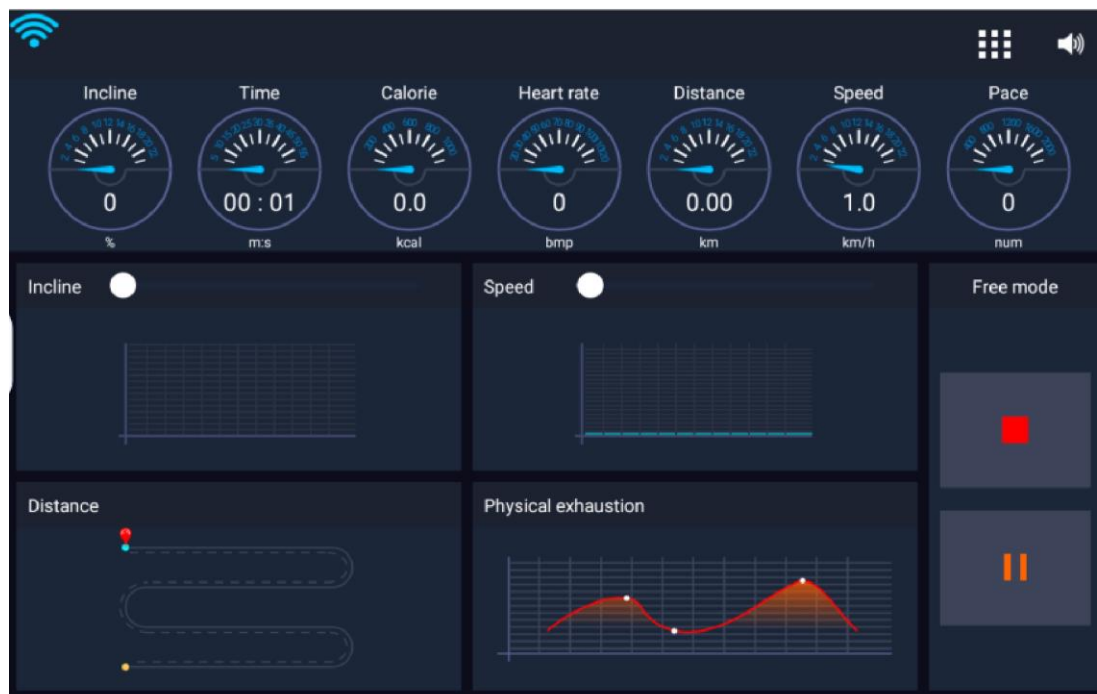 Incline Time Calorie Heart rate Distance Speed Pace
0 00 : 01 0.0 0 0.00 1.0 0
% m:s kcal bmp km km/h num
Incline Speed Free mode
Distance Physical exhaustion